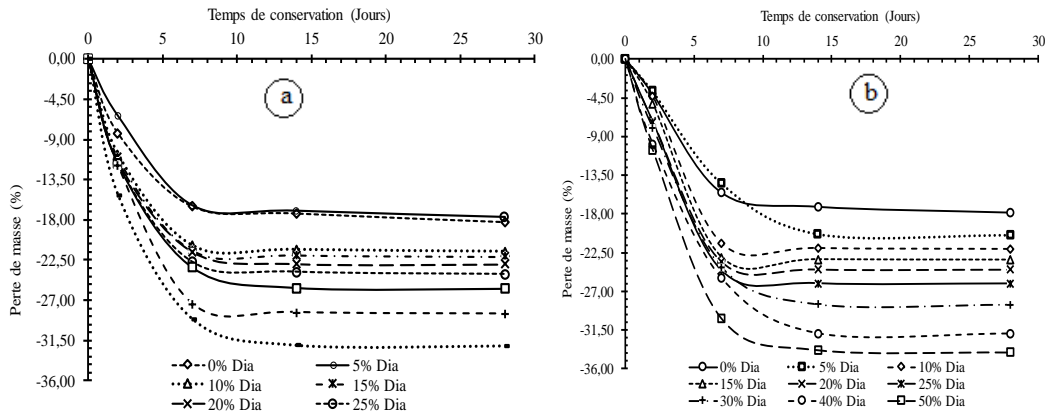 Temps de conservation (Jours)
0 5 10 15 20 25 30
0,00
-4,50
-9,00
-13,50
-18,00
-22,50
-27,00
-31,50
-36,00
Perte de masse (%)
a
0% Dia 5% Dia
10% Dia 15% Dia
20% Dia 25% Dia
Temps de conservation (Jours)
0 5 10 15 20 25 30
0,00
-4,50
-9,00
-13,50
-18,00
-22,50
-27,00
-31,50
-36,00
Perte de masse (%)
b
0% Dia 5% Dia 10% Dia
15% Dia 20% Dia 25% Dia
30% Dia 40% Dia 50% Dia